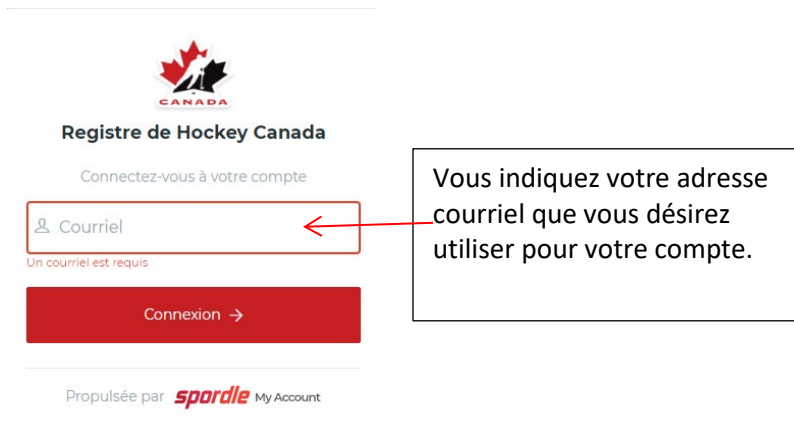 CANADA
Registre de Hockey Canada
Connectez-vous à votre compte
Courriel
Un courriel est requis
Connexion →
Propulsée par spordle My Account
Vous indiquez votre adresse
courriel que vous désirez
utiliser pour votre compte.